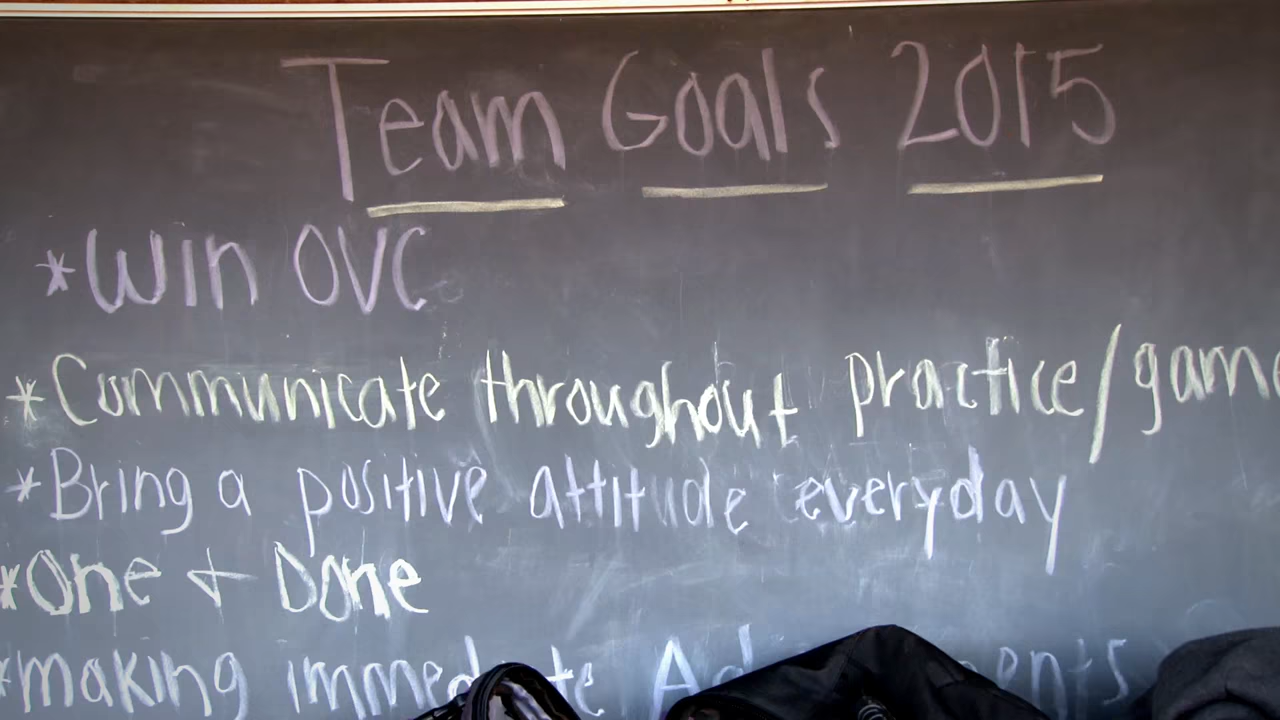 Team Goals 2015
*Win OVC
*Communicate throughout practice/game
*Bring a positive attitude everyday
*One + Done
*making